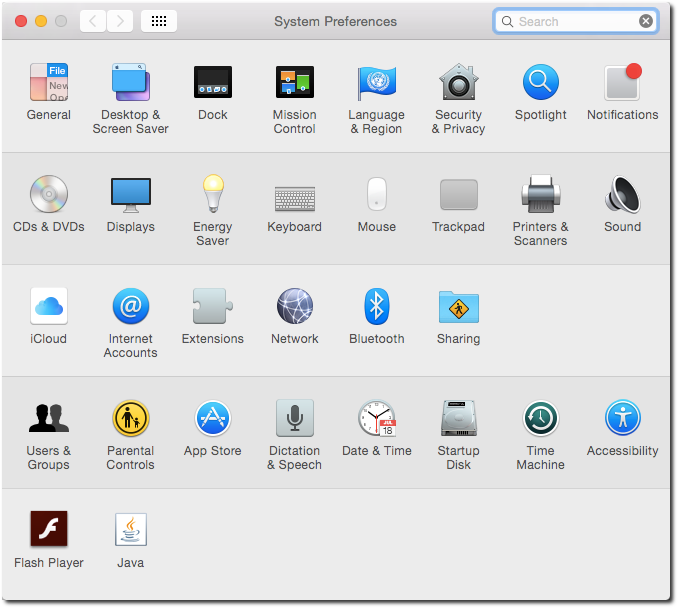 System Preferences
Search
File
New
Ope
General
Desktop &
Screen Saver
Dock
Mission
Control
Language
& Region
Security
& Privacy
Spotlight
Notifications
CDs & DVDs
Displays
Energy
Saver
Keyboard
Mouse
Trackpad
Printers &
Scanners
Sound
iCloud
Internet
Accounts
Extensions
Network
Bluetooth
Sharing
Users &
Groups
Parental
Controls
App Store
Dictation
& Speech
JUL
18
Date & Time
Startup
Disk
Time
Machine
Accessibility
Flash Player
Java